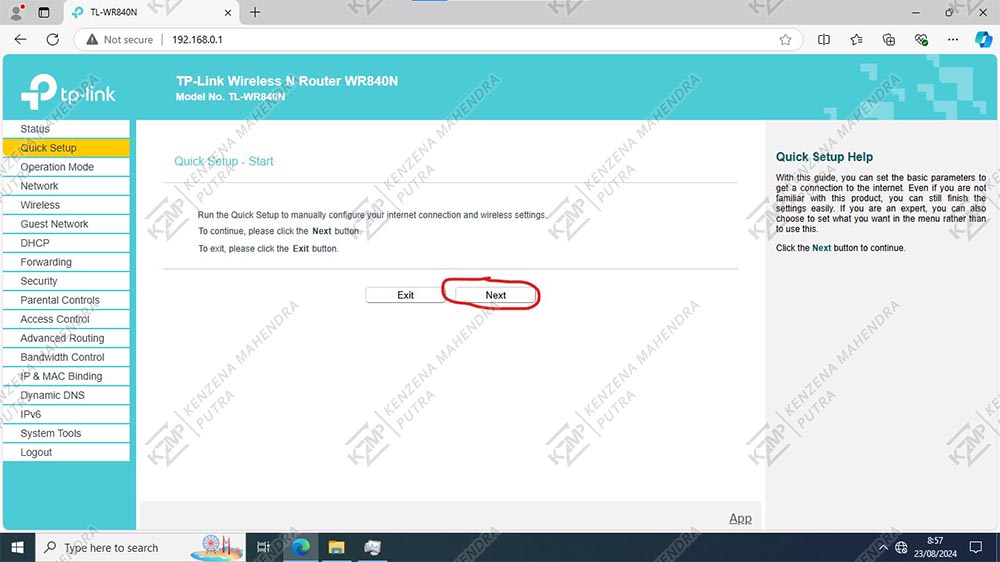 TL-WR840N
Not secure
192.168.0.1
tp-link
TP-Link Wireless N Router WR840N
Model No. TL-WR840N
Status
Quick Setup
Operation Mode
Network
Wireless
Guest Network
DHCP
Forwarding
Security
Parental Controls
Access Control
Advanced Routing
Bandwidth Control
IP & MAC Binding
Dynamic DNS
IPv6
System Tools
Logout
Quick Setup - Start
Run the Quick Setup to manually configure your internet connection and wireless settings.
To continue, please click the Next button.
To exit, please click the Exit button.
Exit
Next
Quick Setup Help
With this guide, you can set the basic parameters to
get a connection to the internet. Even if you are not
familiar with this product, you can still finish the
settings easily. If you are an expert, you can also
choose to set what you want in the menu rather than
to use this.
Click the Next button to continue.
App
Type here to search
8:57
23/08/2024
KZMP
KENZENA MAHENDRA
PUTRA